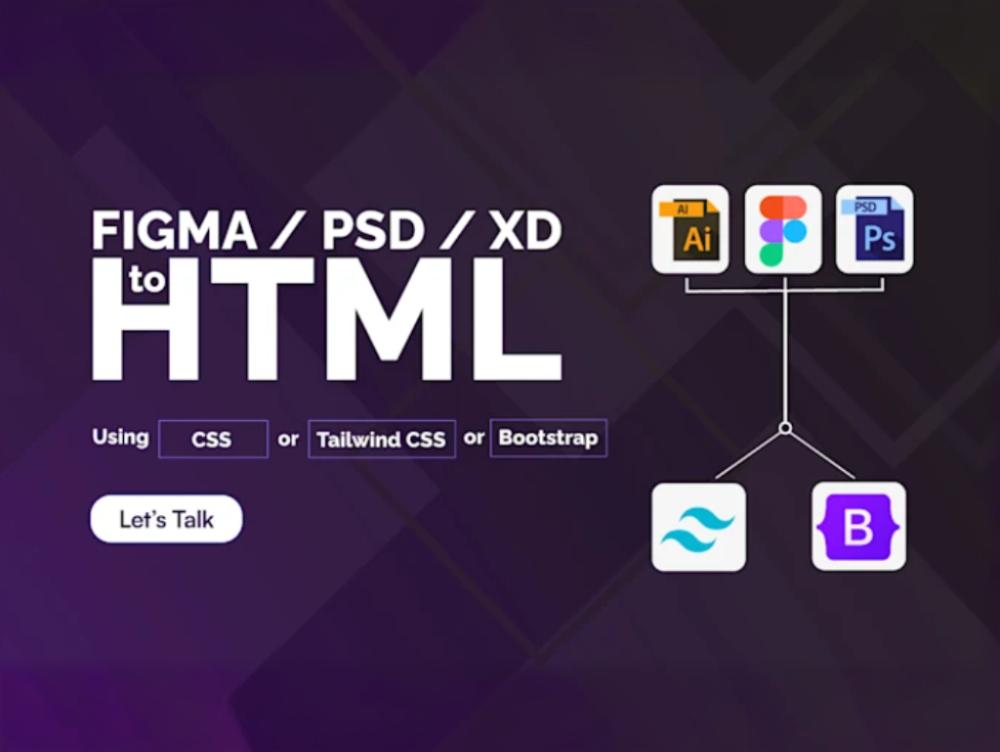 FIGMA / PSD / XD
to HTML
Using CSS or Tailwind CSS or Bootstrap
Let's Talk
AI
Ai
PSD
Ps
B